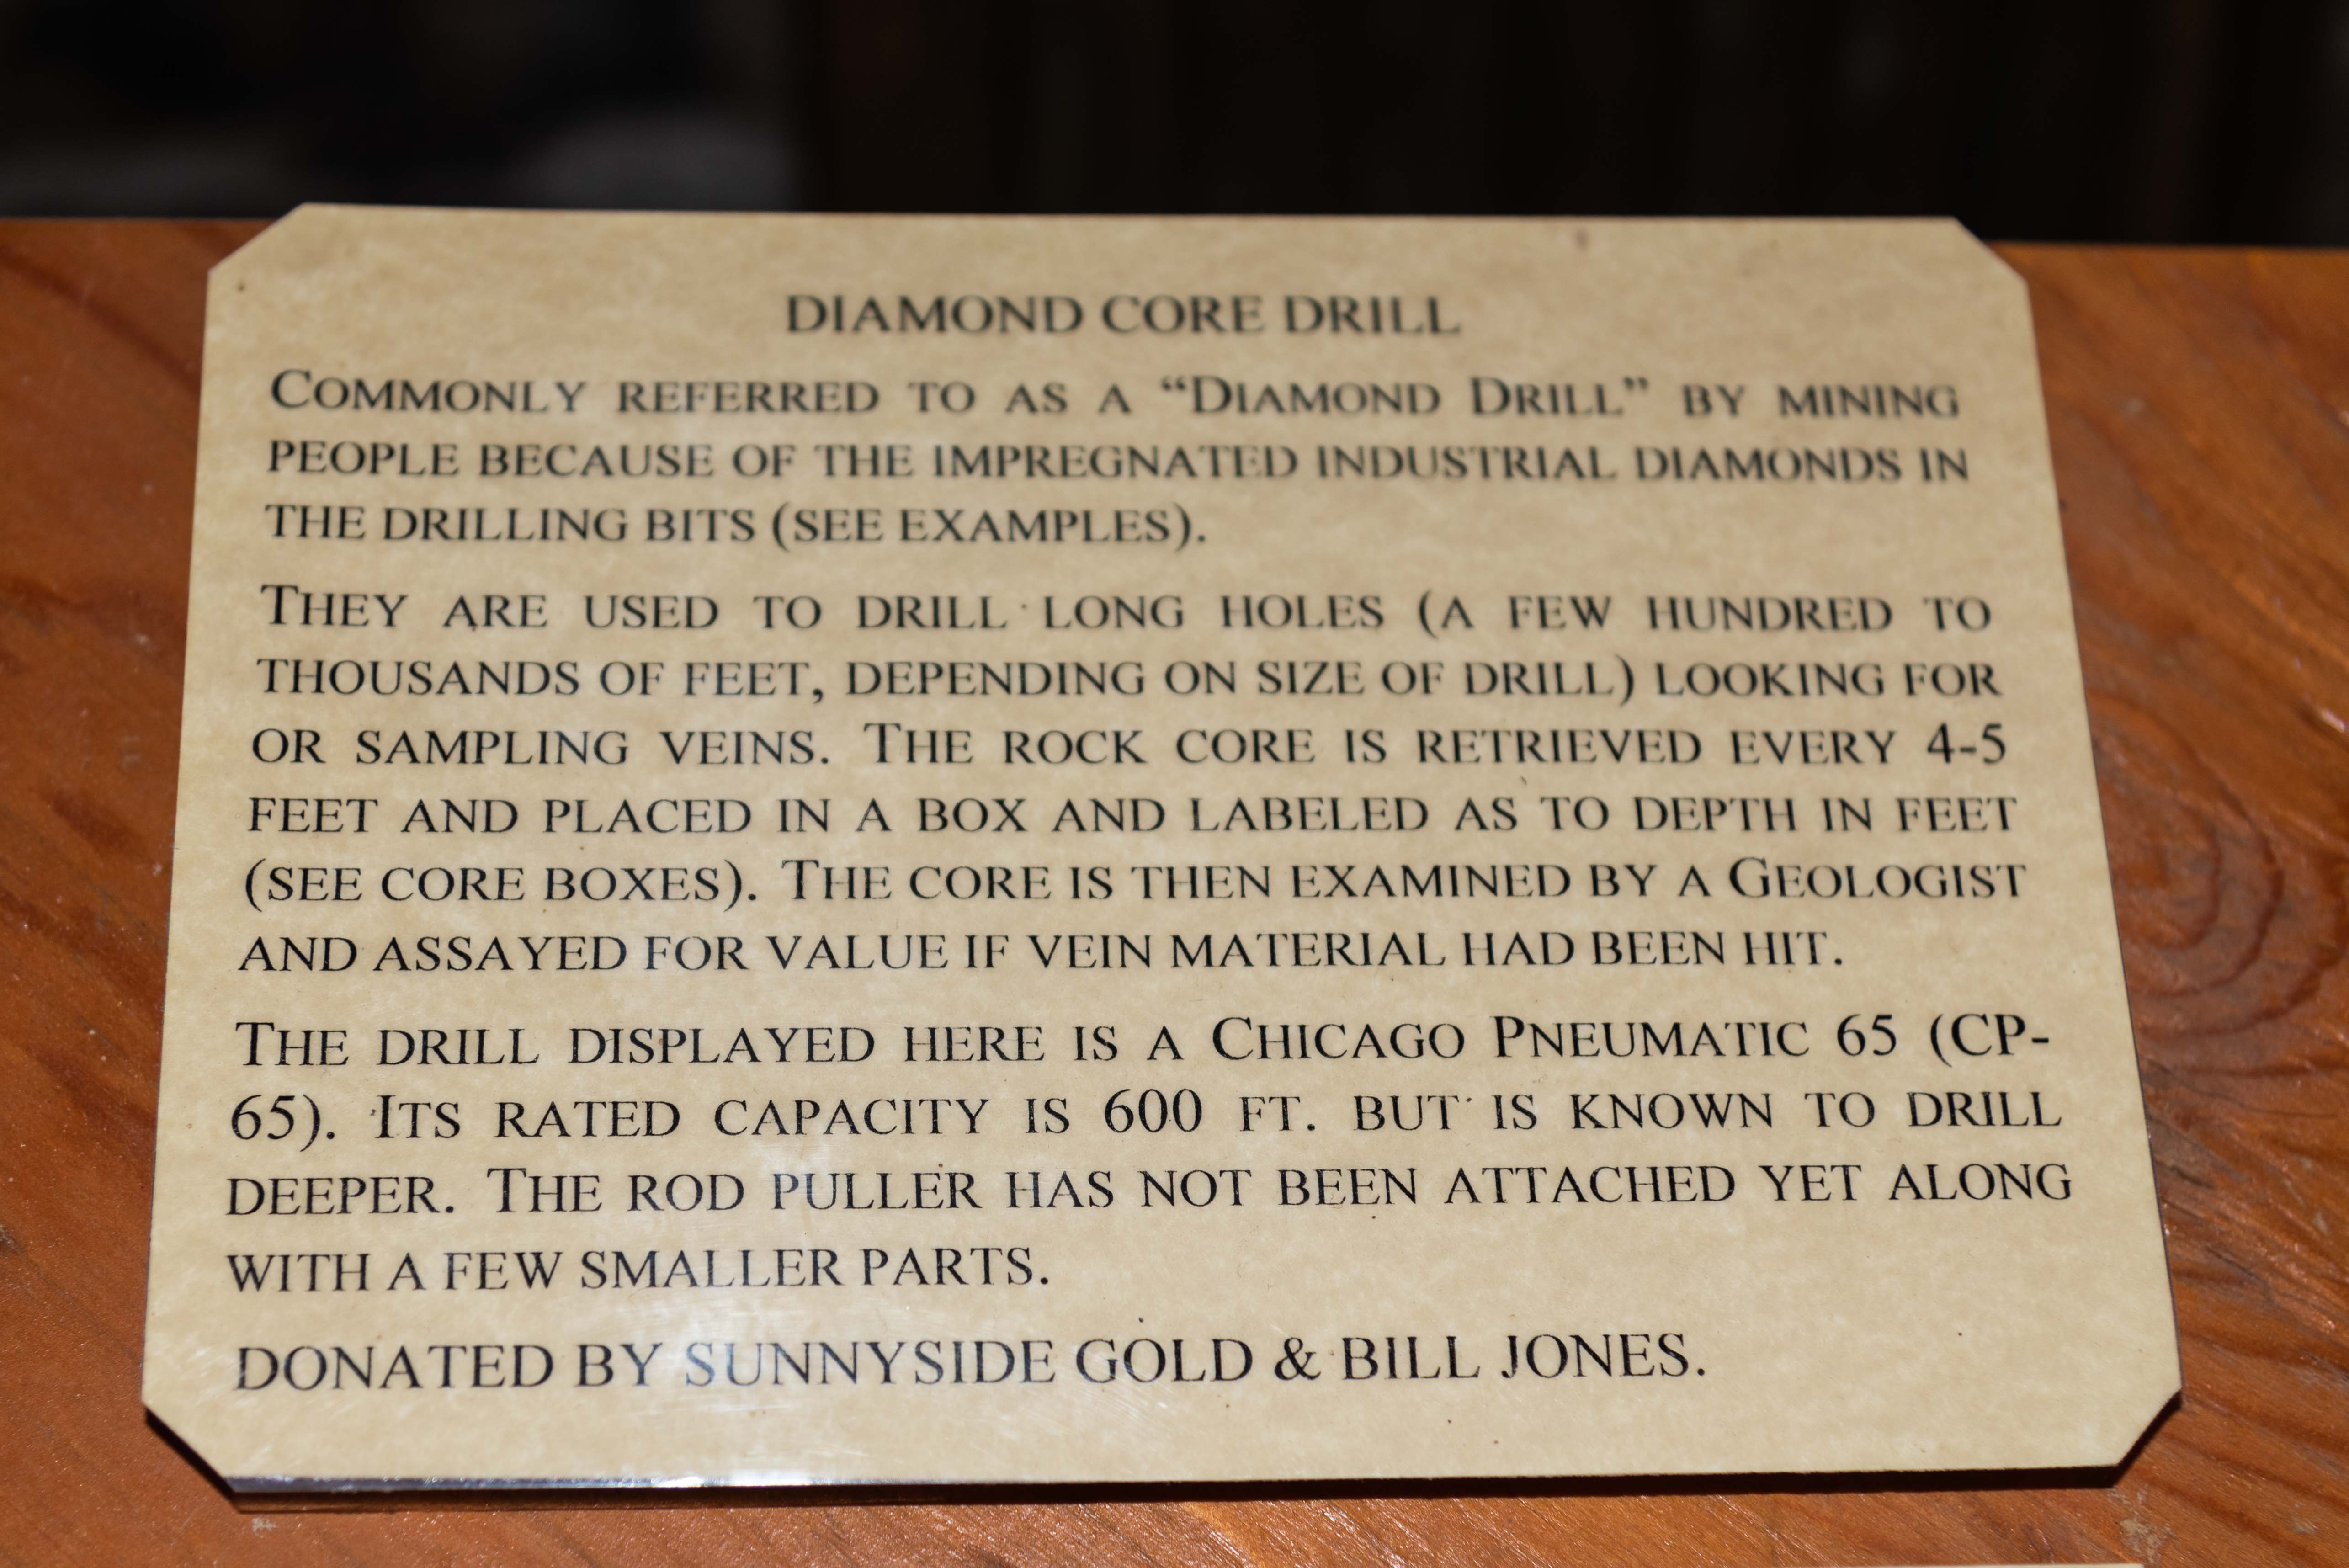 DIAMOND CORE DRILL
COMMONLY REFERRED TO AS A “DIAMOND DRILL” BY MINING
PEOPLE BECAUSE OF THE IMPREGNATED INDUSTRIAL DIAMONDS IN
THE DRILLING BITS (SEE EXAMPLES).
THEY ARE USED TO DRILL LONG HOLES (A FEW HUNDRED TO
THOUSANDS OF FEET, DEPENDING ON SIZE OF DRILL) LOOKING FOR
OR SAMPLING VEINS. THE ROCK CORE IS RETRIEVED EVERY 4-5
FEET AND PLACED IN A BOX AND LABELED AS TO DEPTH IN FEET
(SEE CORE BOXES). THE CORE IS THEN EXAMINED BY A GEOLOGIST
AND ASSAYED FOR VALUE IF VEIN MATERIAL HAD BEEN HIT.
THE DRILL DISPLAYED HERE IS A CHICAGO PNEUMATIC 65 (CP-
65). ITS RATED CAPACITY IS 600 FT. BUT IS KNOWN TO DRILL
DEEPER. THE ROD PULLER HAS NOT BEEN ATTACHED YET ALONG
WITH A FEW SMALLER PARTS.
DONATED BY SUNNYSIDE GOLD & BILL JONES.